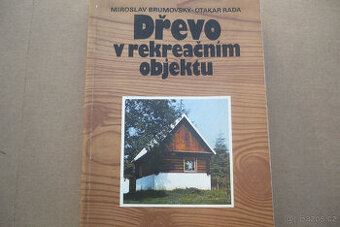 MIROSLAV BRUMOVSKÝ-OTAKAR RADA
Dřevo
v rekreačním
objektu